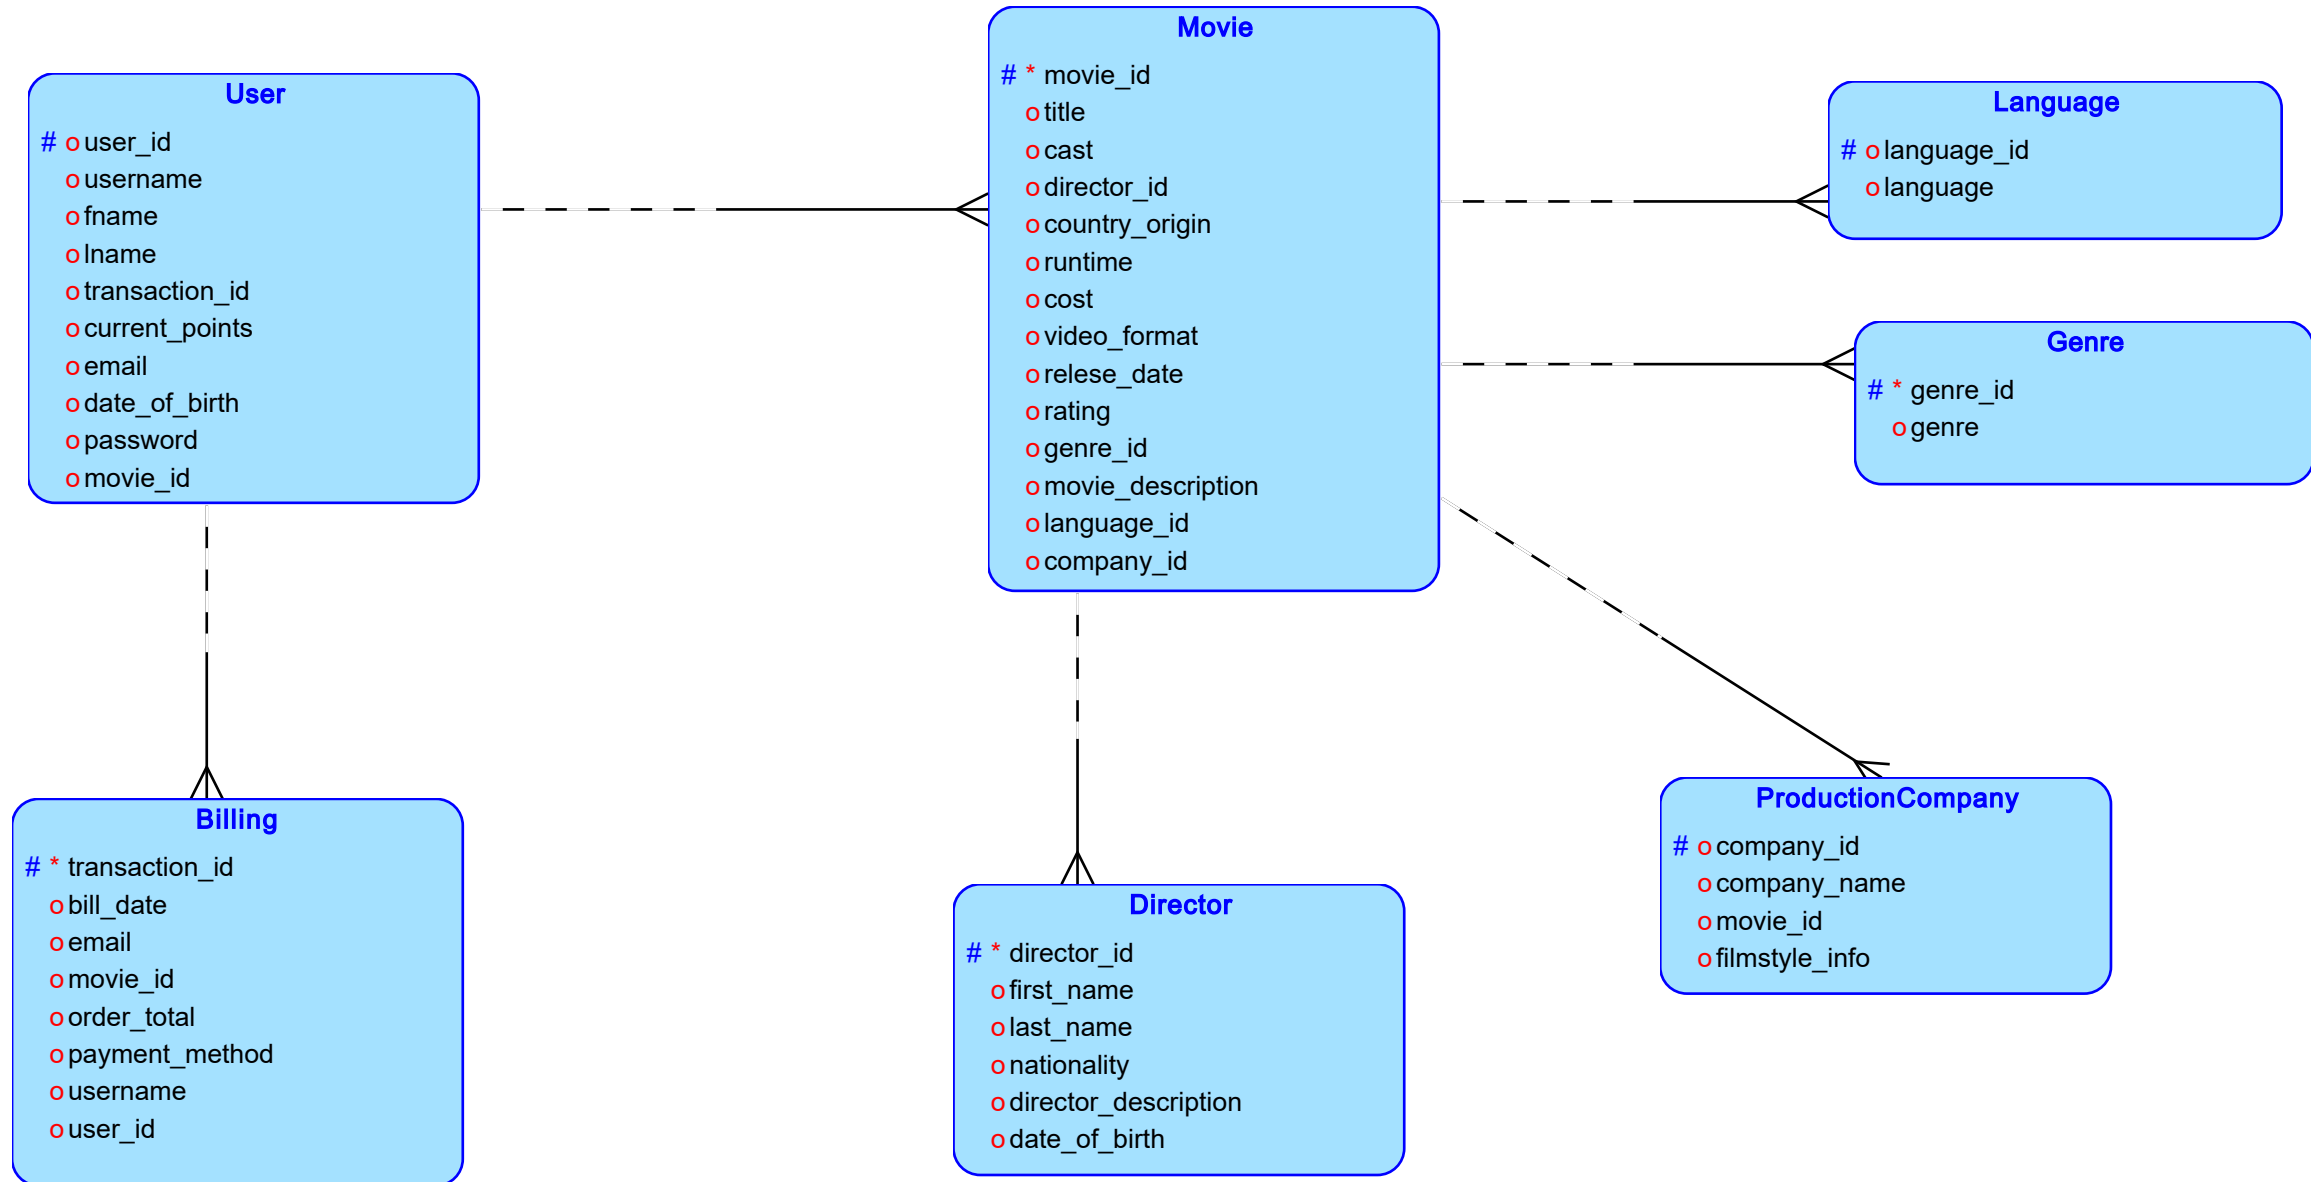 User
# o user_id
o username
o fname
o lname
o transaction_id
o current_points
o email
o date_of_birth
o password
o movie_id
Movie
# * movie_id
o title
o cast
o director_id
o country_origin
o runtime
o cost
o video_format
o relese_date
o rating
o genre_id
o movie_description
o language_id
o company_id
Language
# o language_id
o language
Genre
# * genre_id
o genre
Billing
# * transaction_id
o bill_date
o email
o movie_id
o order_total
o payment_method
o username
o user_id
Director
# * director_id
o first_name
o last_name
o nationality
o director_description
o date_of_birth
ProductionCompany
# o company_id
o company_name
o movie_id
o filmstyle_info